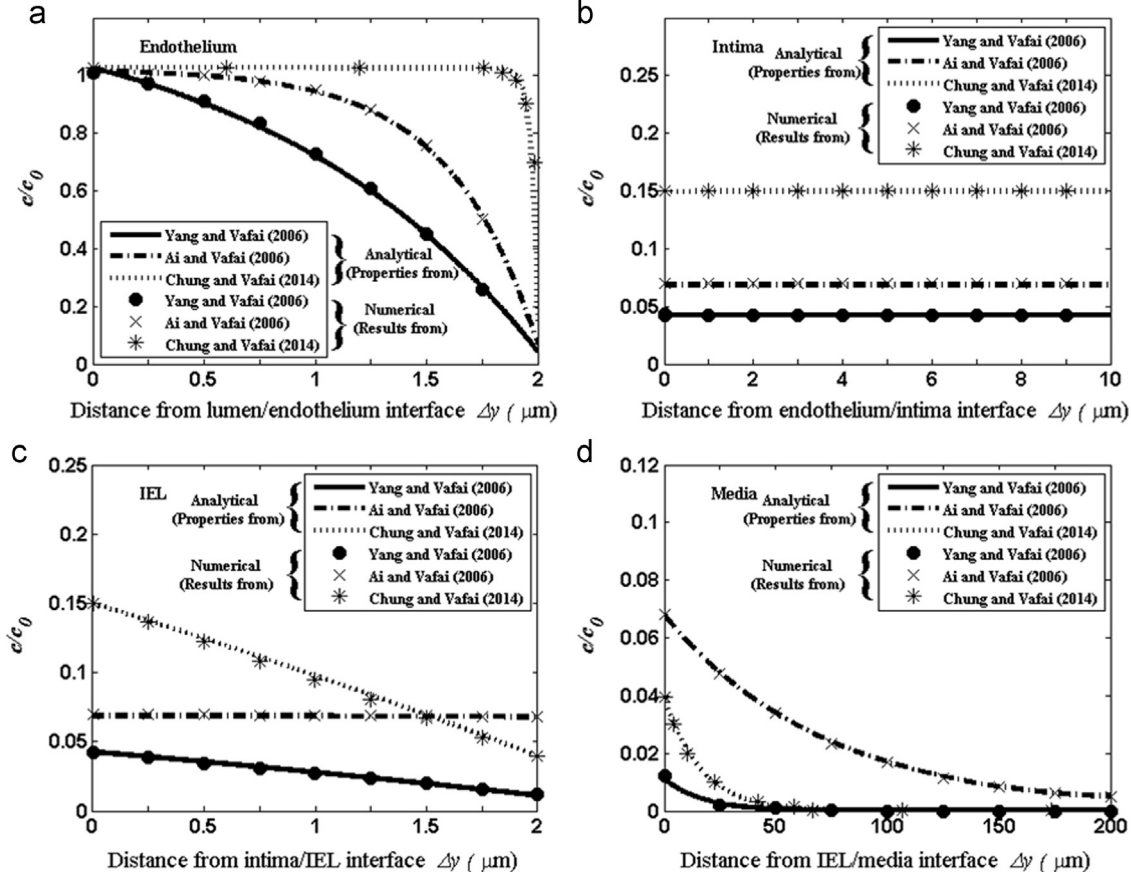 a
Endothelium
c/c0
1
0.8
0.6
0.4
0.2
0
Yang and Vafai (2006)
Ai and Vafai (2006)
Chung and Vafai (2014)
Analytical
(Properties from)
Yang and Vafai (2006)
Ai and Vafai (2006)
Chung and Vafai (2014)
Numerical
(Results from)
0 0.5 1 1.5 2
Distance from lumen/endothelium interface Δy ( μm)
b
Intima
Analytical
(Properties from)
Numerical
(Results from)
Yang and Vafai (2006)
Ai and Vafai (2006)
Chung and Vafai (2014)
Yang and Vafai (2006)
Ai and Vafai (2006)
Chung and Vafai (2014)
c/c0
0.25
0.2
0.15
0.1
0.05
0
0 2 4 6 8 10
Distance from endothelium/intima interface Δy ( μm)
c
IEL
Analytical
(Properties from)
Numerical
(Results from)
Yang and Vafai (2006)
Ai and Vafai (2006)
Chung and Vafai (2014)
Yang and Vafai (2006)
Ai and Vafai (2006)
Chung and Vafai (2014)
c/c0
0.25
0.2
0.15
0.1
0.05
0
0 0.5 1 1.5 2
Distance from intima/IEL interface Δy ( μm)
d
Media
Analytical
(Properties from)
Numerical
(Results from)
Yang and Vafai (2006)
Ai and Vafai (2006)
Chung and Vafai (2014)
Yang and Vafai (2006)
Ai and Vafai (2006)
Chung and Vafai (2014)
c/c0
0.12
0.1
0.08
0.06
0.04
0.02
0
0 50 100 150 200
Distance from IEL/media interface Δy ( μm)